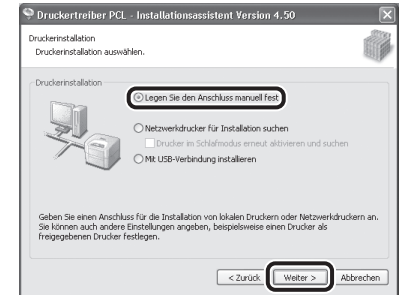 Druckertreiber PCL - Installationsassistent Version 4.50
Druckerinstallation
Druckerinstallation auswählen.
Druckerinstallation
Legen Sie den Anschluss manuell fest
Netzwerkdrucker für Installation suchen
Drucker im Schlafmodus erneut aktivieren und suchen
Mit USB-Verbindung installieren
Geben Sie einen Anschluss für die Installation von lokalen Druckern oder Netzwerkdruckern an.
Sie können auch andere Einstellungen angeben, beispielsweise einen Drucker als
freigegebenen Drucker festlegen.
< Zurück
Weiter >
Abbrechen